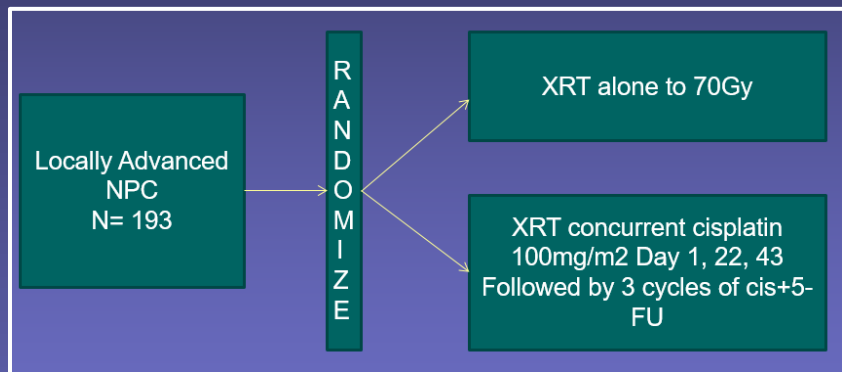 Locally Advanced
NPC
N= 193
R
A
N
D
O
M
I
Z
E
XRT alone to 70Gy
XRT concurrent cisplatin
100mg/m2 Day 1, 22, 43
Followed by 3 cycles of cis+5-
FU